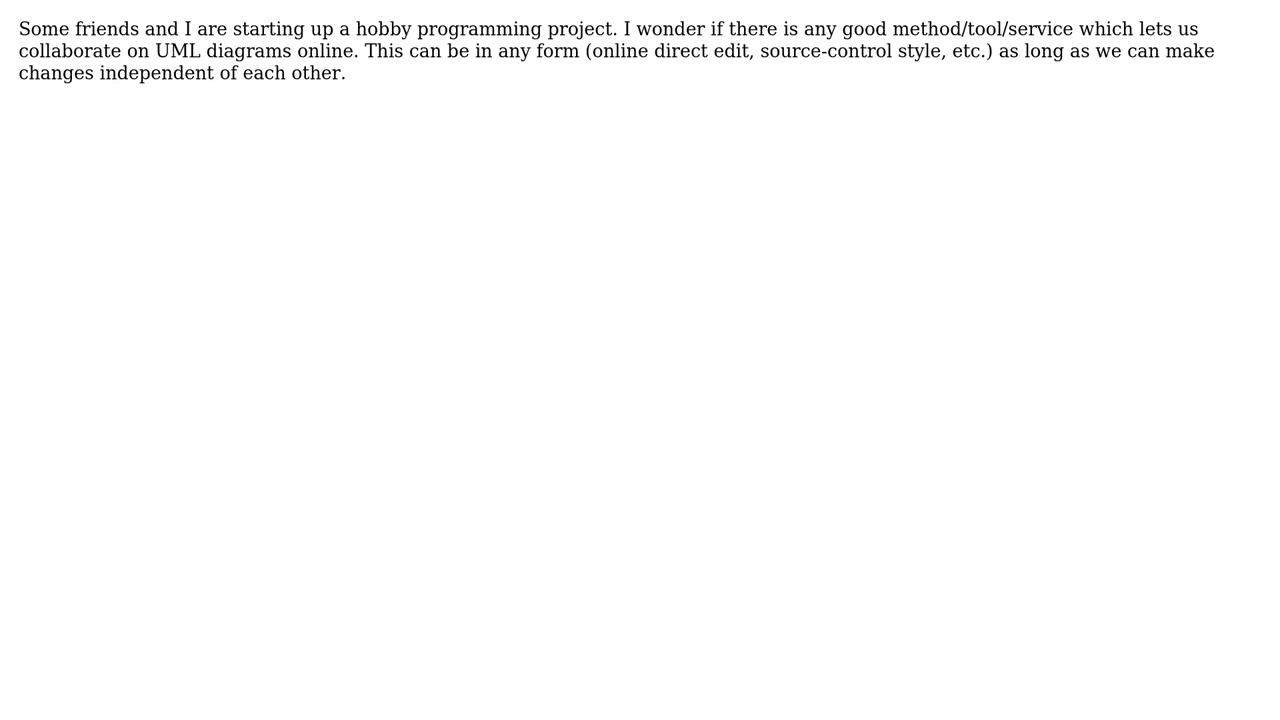 Some friends and I are starting up a hobby programming project. I wonder if there is any good method/tool/service which lets us
collaborate on UML diagrams online. This can be in any form (online direct edit, source-control style, etc.) as long as we can make
changes independent of each other.